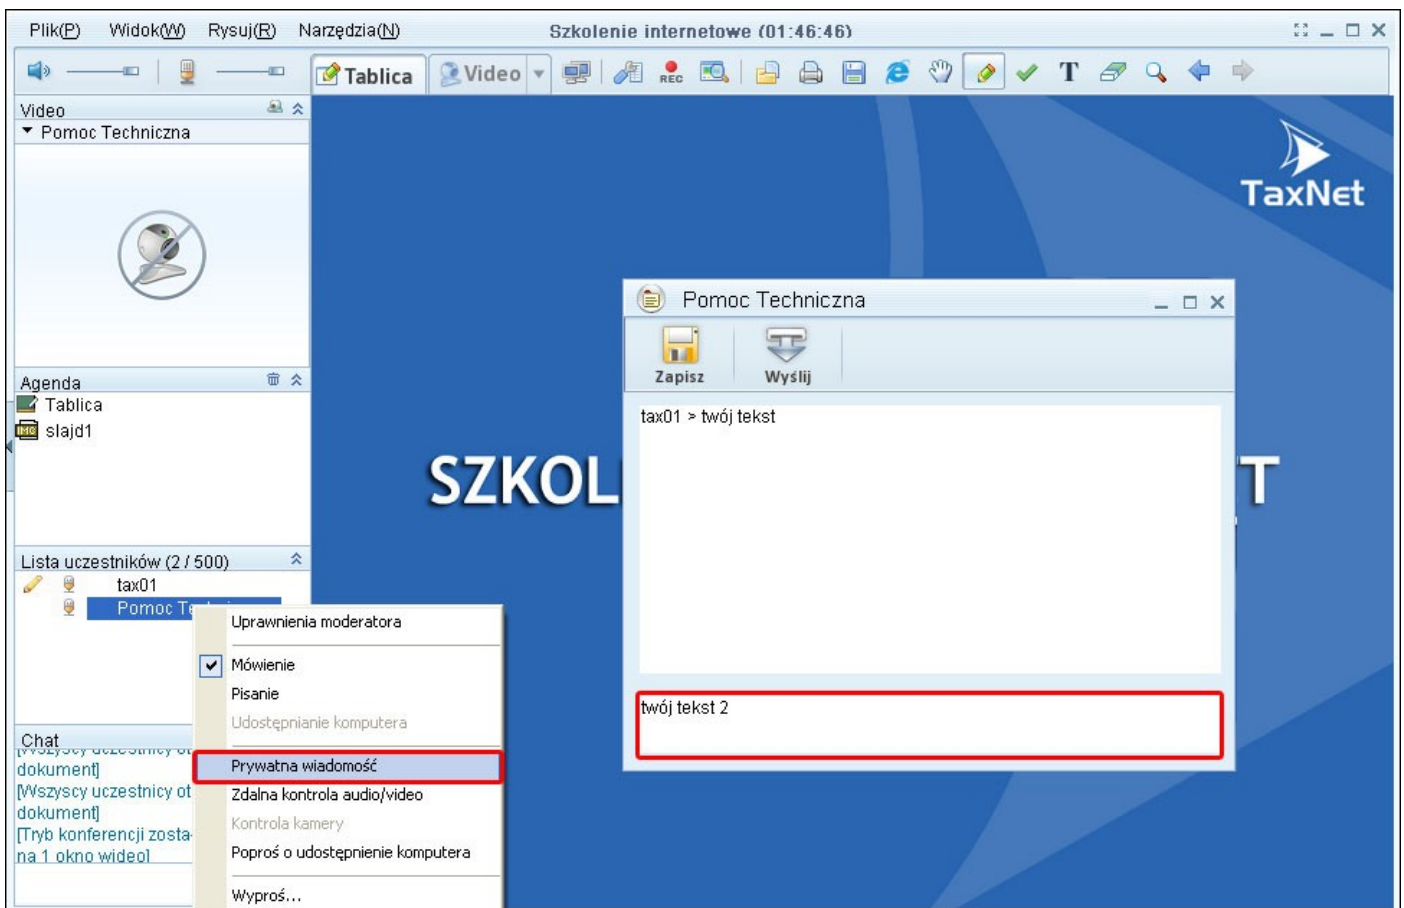 Plik(P) Widok(W) Rysuj(R) Narzędzia(N) Szkolenie internetowe (01:46:46)
Tablica Video REC T
Video
Pomoc Techniczna
TaxNet
Agenda
Tablica
IMG slajd1
SZKOL
T
Lista uczestników (2 / 500)
tax01
Pomoc
Chat
dokument]
[Wszyscy uczestnicy ot
dokument]
[Tryb konferencji zosta
na 1 okno wideo]
Uprawnienia moderatora
Mówienie
Pisanie
Udostępnianie komputera
Prywatna wiadomość
Zdalna kontrola audio/video
Kontrola kamery
Poproś o udostępnienie komputera
Wyproś...
Pomoc Techniczna
Zapisz Wyślij
tax01 > twój tekst
twój tekst 2